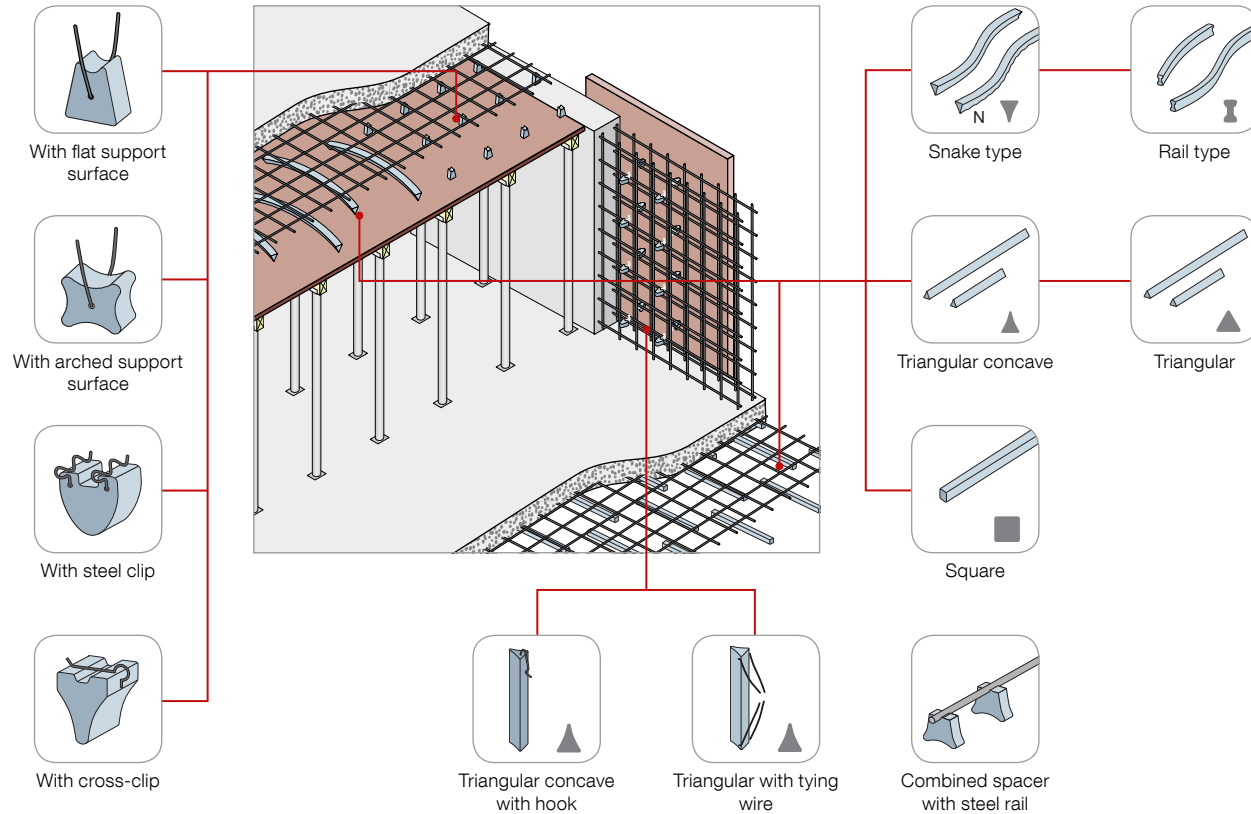 With flat support
surface
With arched support
surface
With steel clip
With cross-clip
N
Snake type
Rail type
Triangular concave
Triangular
Square
Triangular concave
with hook
Triangular with tying
wire
Combined spacer
with steel rail